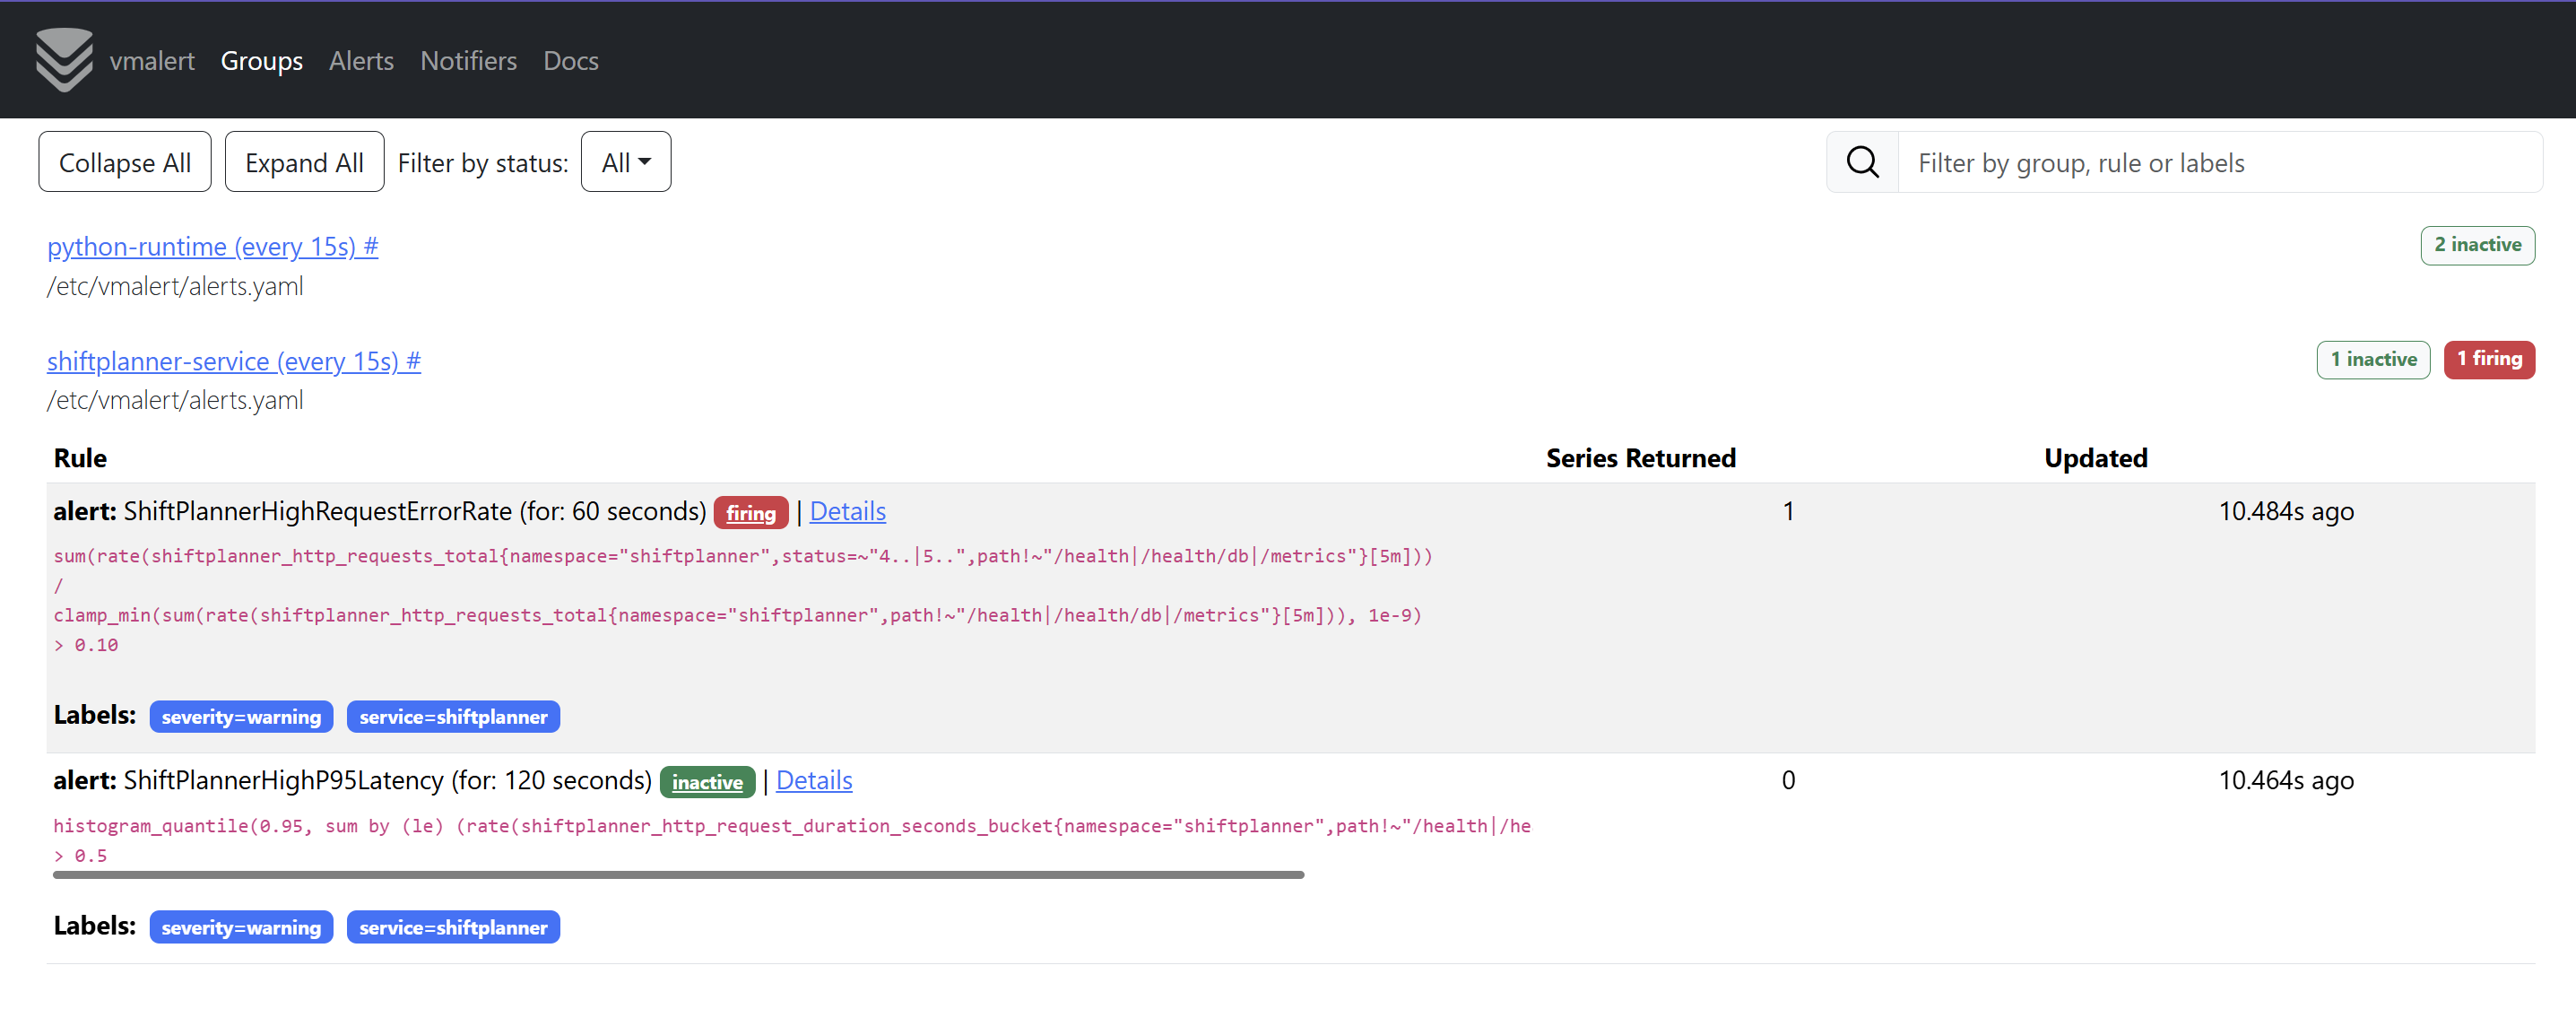 vmalert Groups Alerts Notifiers Docs
Collapse All Expand All Filter by status: All Filter by group, rule or labels
python-runtime (every 15s) # 2 inactive
/etc/vmalert/alerts.yaml
shiftplanner-service (every 15s) # 1 inactive 1 firing
/etc/vmalert/alerts.yaml
Rule Series Returned Updated
alert: ShiftPlannerHighRequestErrorRate (for: 60 seconds) firing | Details 1 10.484s ago
sum(rate(shiftplanner_http_requests_total{namespace="shiftplanner",status=~"4..|5..",path!~"/health|/health/db|/metrics"}[5m]))
/
clamp_min(sum(rate(shiftplanner_http_requests_total{namespace="shiftplanner",path!~"/health|/health/db|/metrics"}[5m])), 1e-9)
> 0.10
Labels: severity=warning service=shiftplanner
alert: ShiftPlannerHighP95Latency (for: 120 seconds) inactive | Details 0 10.464s ago
histogram_quantile(0.95, sum by (le) (rate(shiftplanner_http_request_duration_seconds_bucket{namespace="shiftplanner",path!~"/health|/he
> 0.5
Labels: severity=warning service=shiftplanner